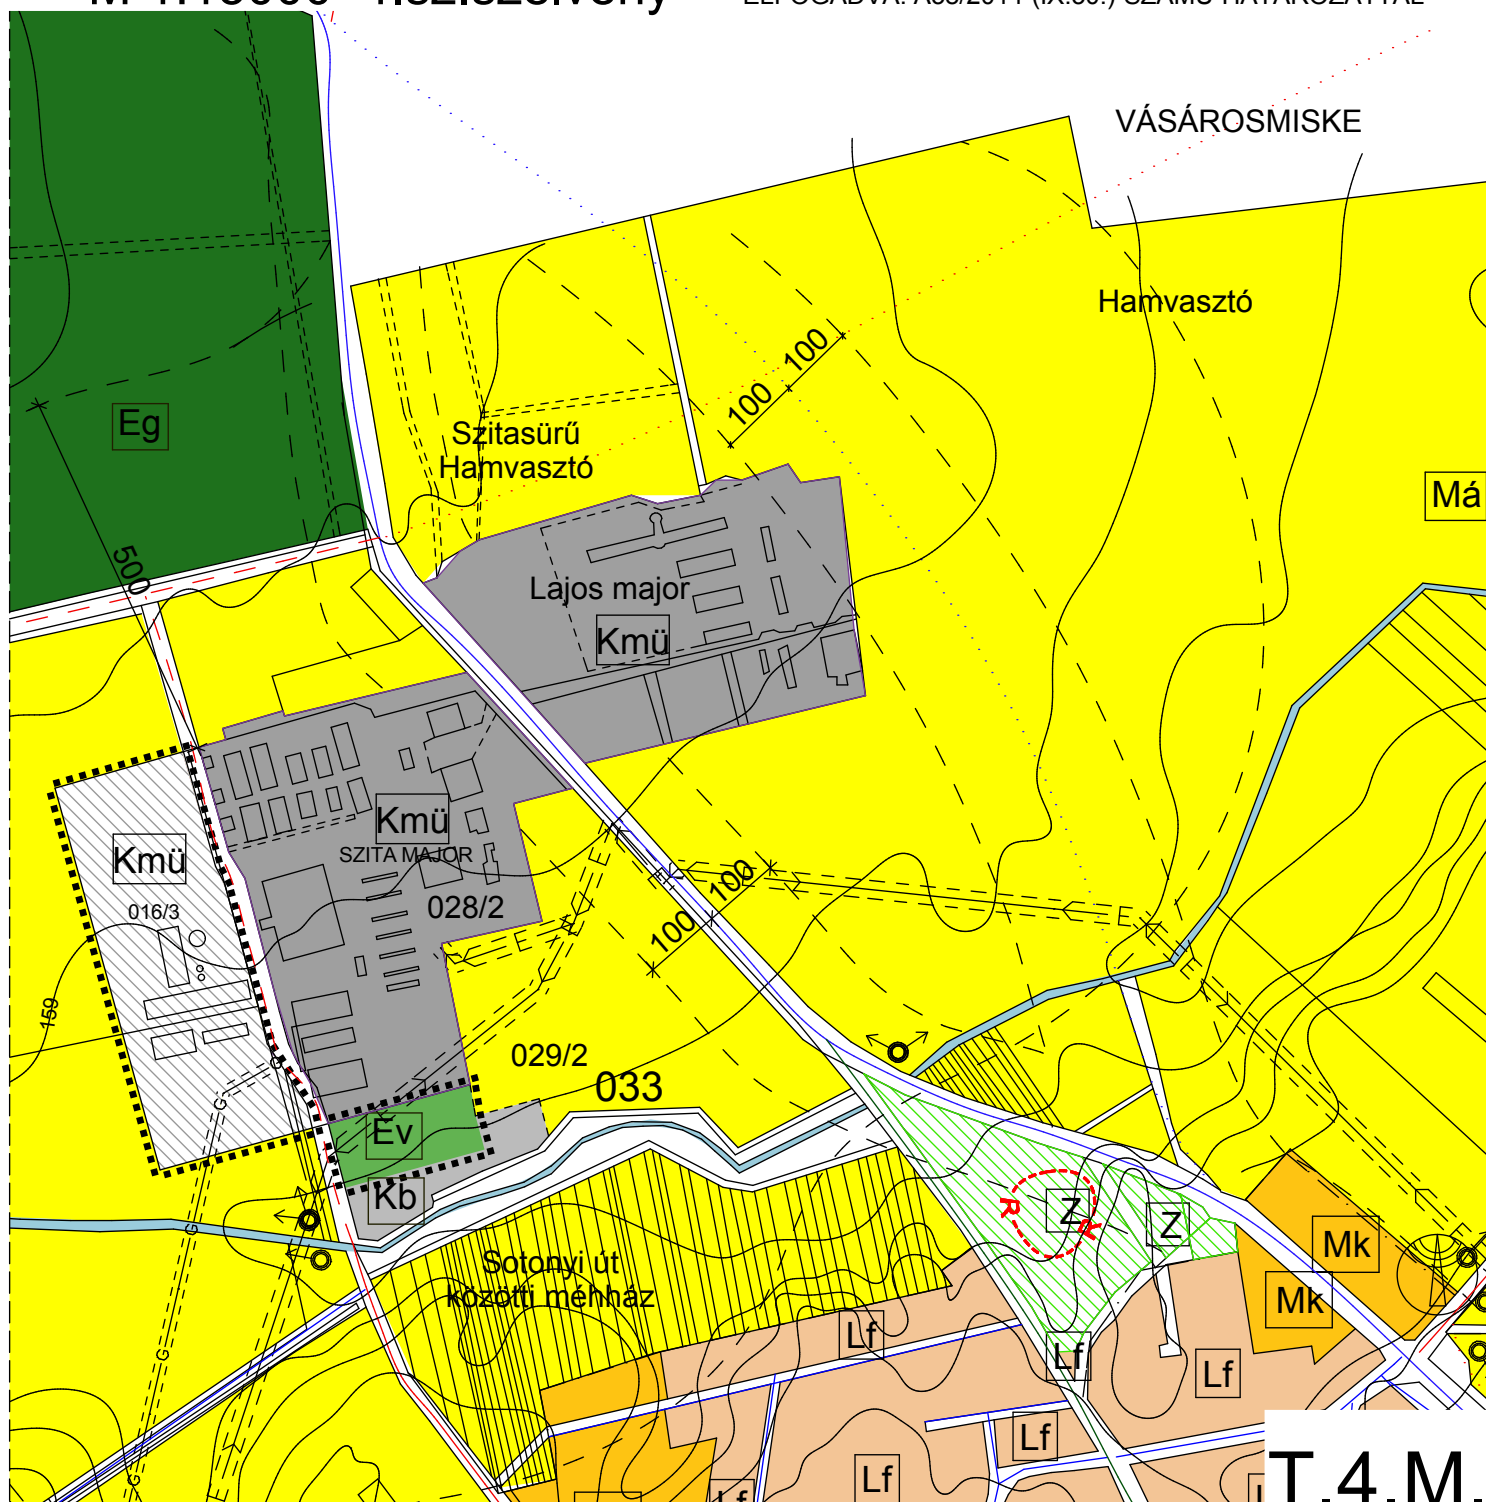 VÁSÁROSMISKE
Hamvasztó
100
100
Eg
Szitasürű
Hamvasztó
Má
500
Lajos major
Kmü
Kmü
SZITA MAJOR
Kmü
016/3
028/2
E
E
E
E
100
100
159
029/2
033
G
G
G
G
G
Ev
Kb
R
R
Z
Z
Mk
Mk
Sotonyi út
közötti méhház
Lf
Lf
Lf
Lf
Lf
Lf
T.4.M.